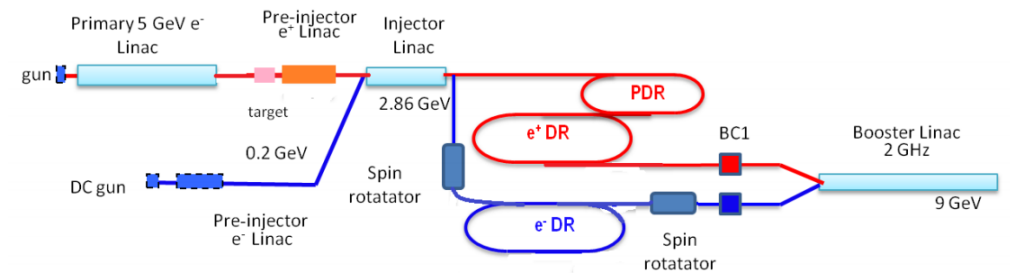 Primary 5 GeV e-
Linac
Pre-injector
e+ Linac
Injector
Linac
gun
target
2.86 GeV
PDR
e+ DR
BC1
Booster Linac
2 GHz
0.2 GeV
DC gun
Spin
rotatator
Pre-injector
e- Linac
e- DR
Spin
rotatator
9 GeV